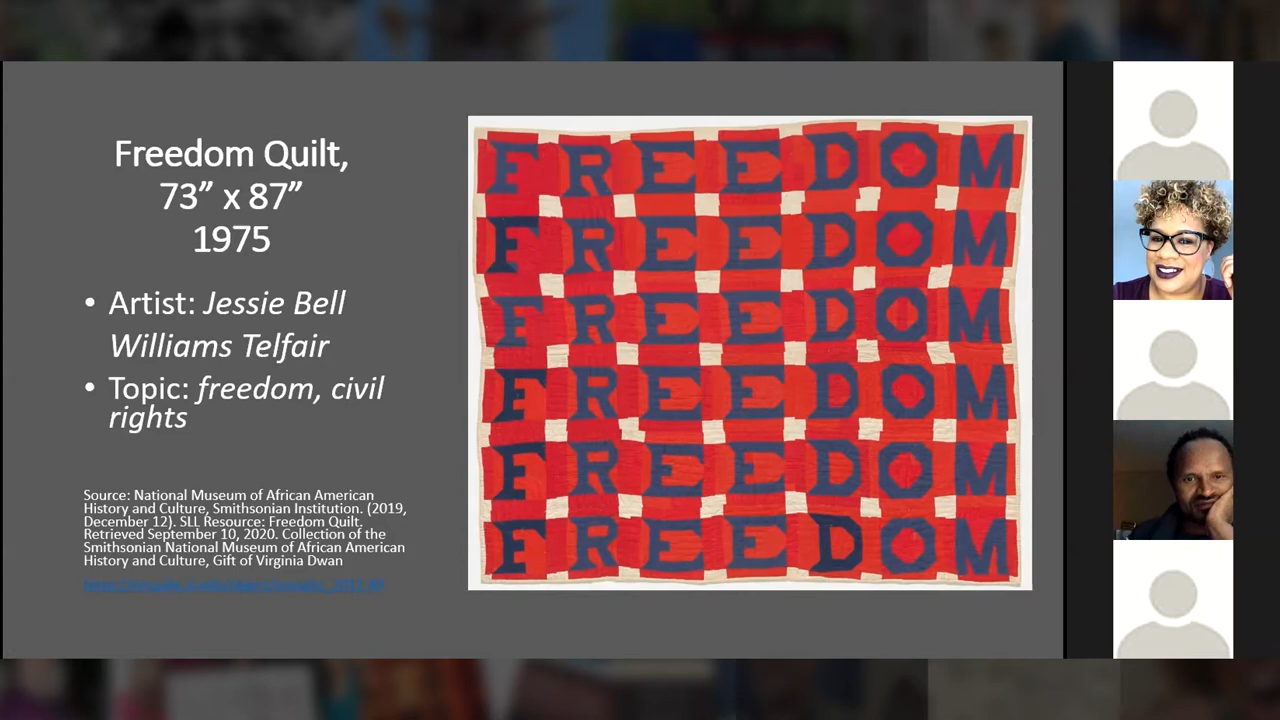 Freedom Quilt,
73” x 87”
1975
• Artist: Jessie Bell
Williams Telfair
• Topic: freedom, civil
rights
Source: National Museum of African American
History and Culture, Smithsonian Institution. (2019,
December 12). SLL Resource: Freedom Quilt.
Retrieved September 10, 2020. Collection of the
Smithsonian National Museum of African American
History and Culture, Gift of Virginia Dwan
FREEDOM
FREEDOM
FREEDOM
FREEDOM
FREEDOM
FREEDOM